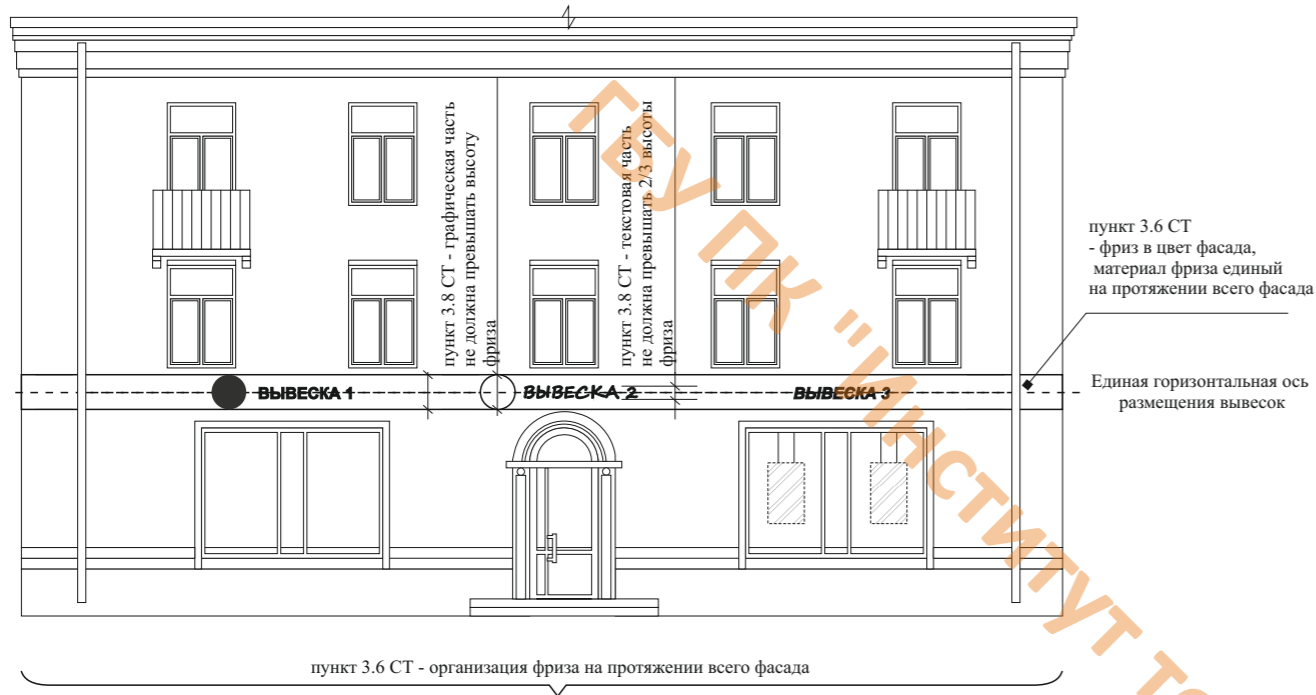 пункт 3.8 СТ - графическая часть
не должна превышать высоту
фриза
пункт 3.8 СТ - текстовая часть
не должна превышать 2/3 высоты
фриза
пункт 3.6 СТ
- фриз в цвет фасада,
материал фриза единый
на протяжении всего фасада
ВЫВЕСКА 1
ВЫВЕСКА 2
ВЫВЕСКА 3
Единая горизонтальная ось
размещения вывесок
пункт 3.6 СТ - организация фриза на протяжении всего фасада
ГБУ ПК "ИНСТИТУТ